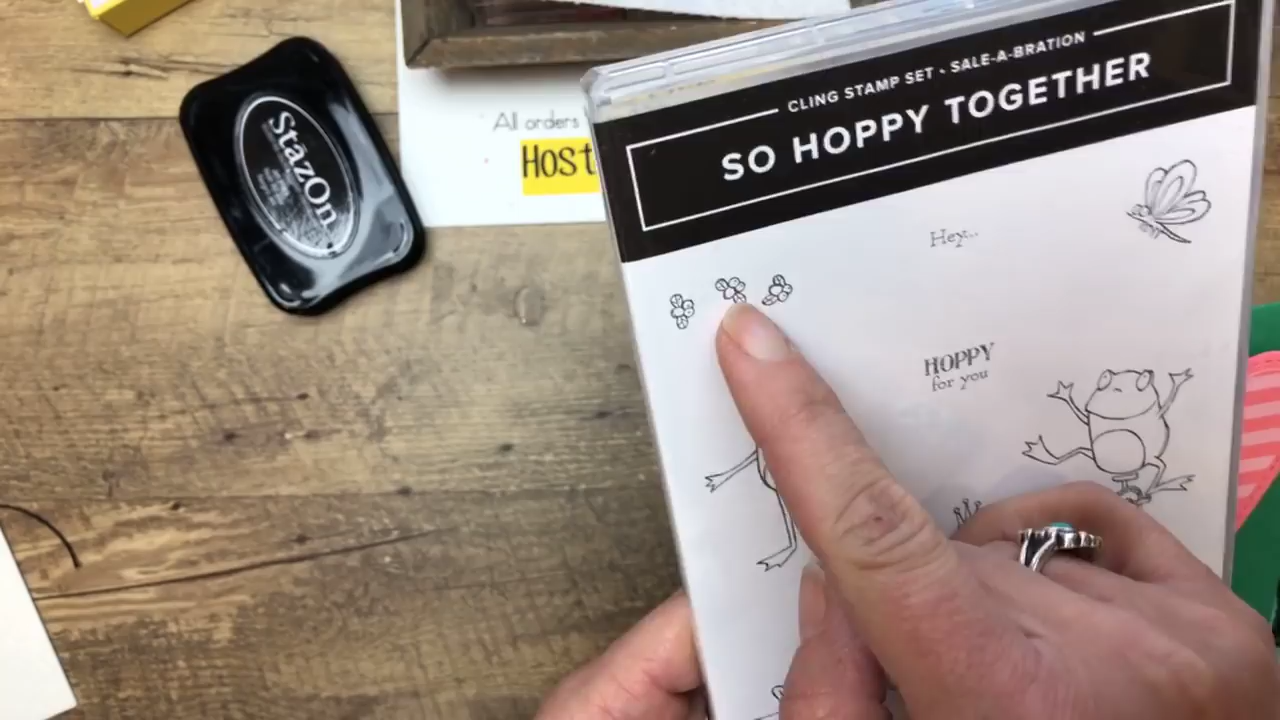 StazOn
All orders
Host
CLING STAMP SET • SALE-A-BRATION
SO HOPPY TOGETHER
Hey...
HOPPY
for you